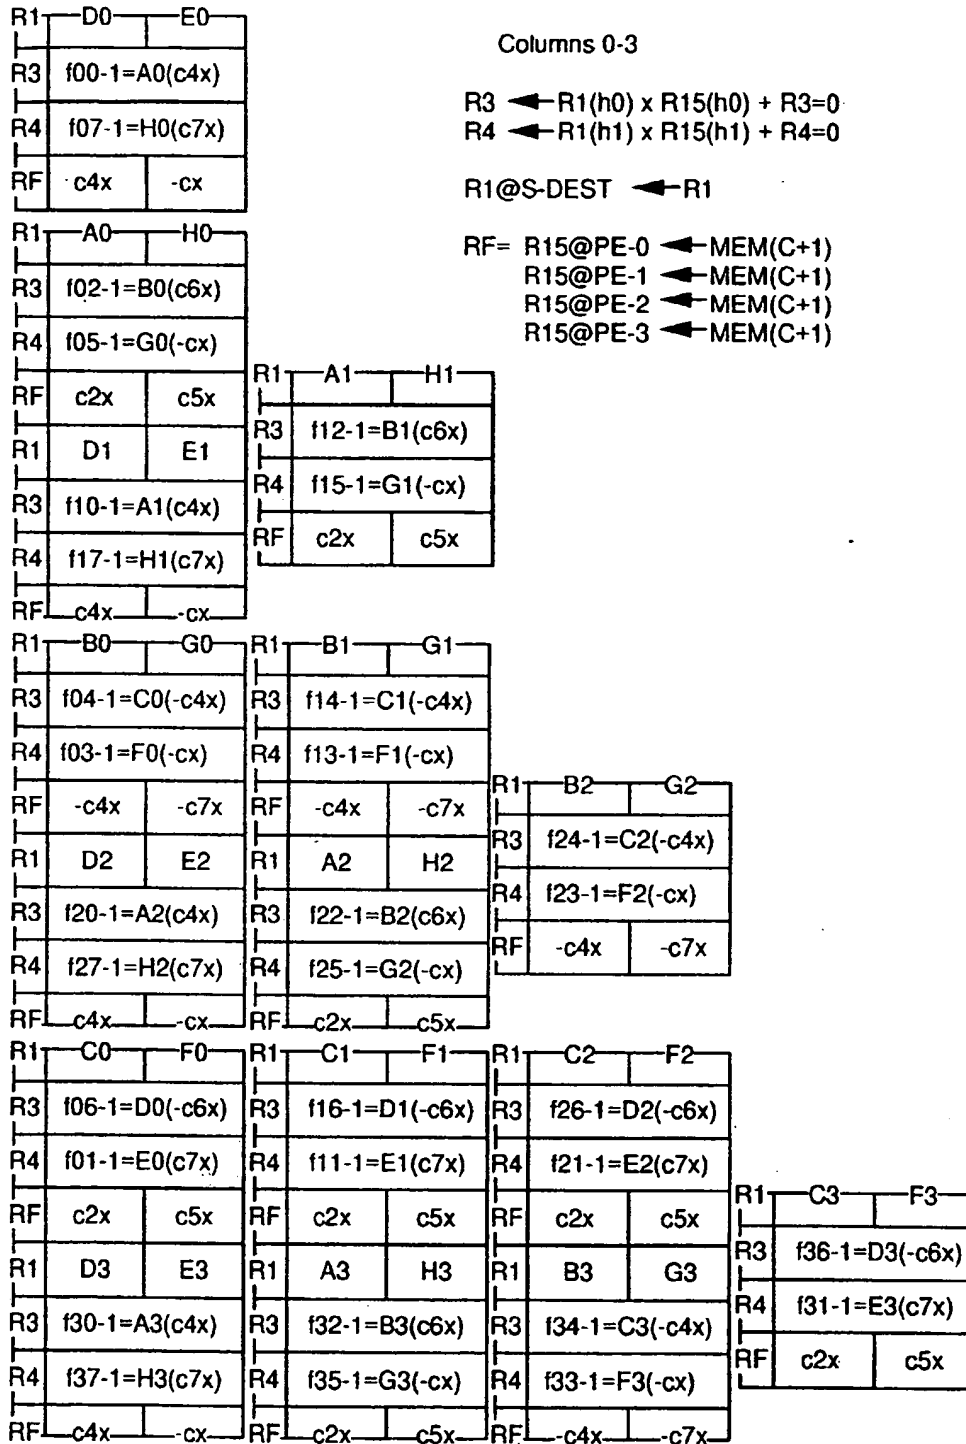 R1 D0 E0
Columns 0-3
R3 f00-1=A0(c4x)
R3 ← R1(h0) x R15(h0) + R3=0
R4 f07-1=H0(c7x)
R4 ← R1(h1) x R15(h1) + R4=0
RF c4x -cx
R1@S-DEST ← R1
R1 A0 H0
RF= R15@PE-0 ← MEM(C+1)
R15@PE-1 ← MEM(C+1)
R15@PE-2 ← MEM(C+1)
R15@PE-3 ← MEM(C+1)
R3 f02-1=B0(c6x)
R4 f05-1=G0(-cx)
RF c2x c5x
R1 D1 E1
R3 f10-1=A1(c4x)
R4 f17-1=H1(c7x)
RF c4x -cx
R1 A1 H1
R3 f12-1=B1(c6x)
R4 f15-1=G1(-cx)
RF c2x c5x
R1 B0 G0
R3 f04-1=C0(-c4x)
R4 f03-1=F0(-cx)
RF -c4x -c7x
R1 D2 E2
R3 f20-1=A2(c4x)
R4 f27-1=H2(c7x)
RF c4x -cx
R1 B1 G1
R3 f14-1=C1(-c4x)
R4 f13-1=F1(-cx)
RF -c4x -c7x
R1 A2 H2
R3 f22-1=B2(c6x)
R4 f25-1=G2(-cx)
RF c2x c5x
R1 B2 G2
R3 f24-1=C2(-c4x)
R4 f23-1=F2(-cx)
RF -c4x -c7x
R1 C0 F0
R3 f06-1=D0(-c6x)
R4 f01-1=E0(c7x)
RF c2x c5x
R1 D3 E3
R3 f30-1=A3(c4x)
R4 f37-1=H3(c7x)
RF c4x -cx
R1 C1 F1
R3 f16-1=D1(-c6x)
R4 f11-1=E1(c7x)
RF c2x c5x
R1 A3 H3
R3 f32-1=B3(c6x)
R4 f35-1=G3(-cx)
RF c2x c5x
R1 C2 F2
R3 f26-1=D2(-c6x)
R4 f21-1=E2(c7x)
RF c2x c5x
R1 B3 G3
R3 f34-1=C3(-c4x)
R4 f33-1=F3(-cx)
RF -c4x -c7x
R1 C3 F3
R3 f36-1=D3(-c6x)
R4 f31-1=E3(c7x)
RF c2x c5x